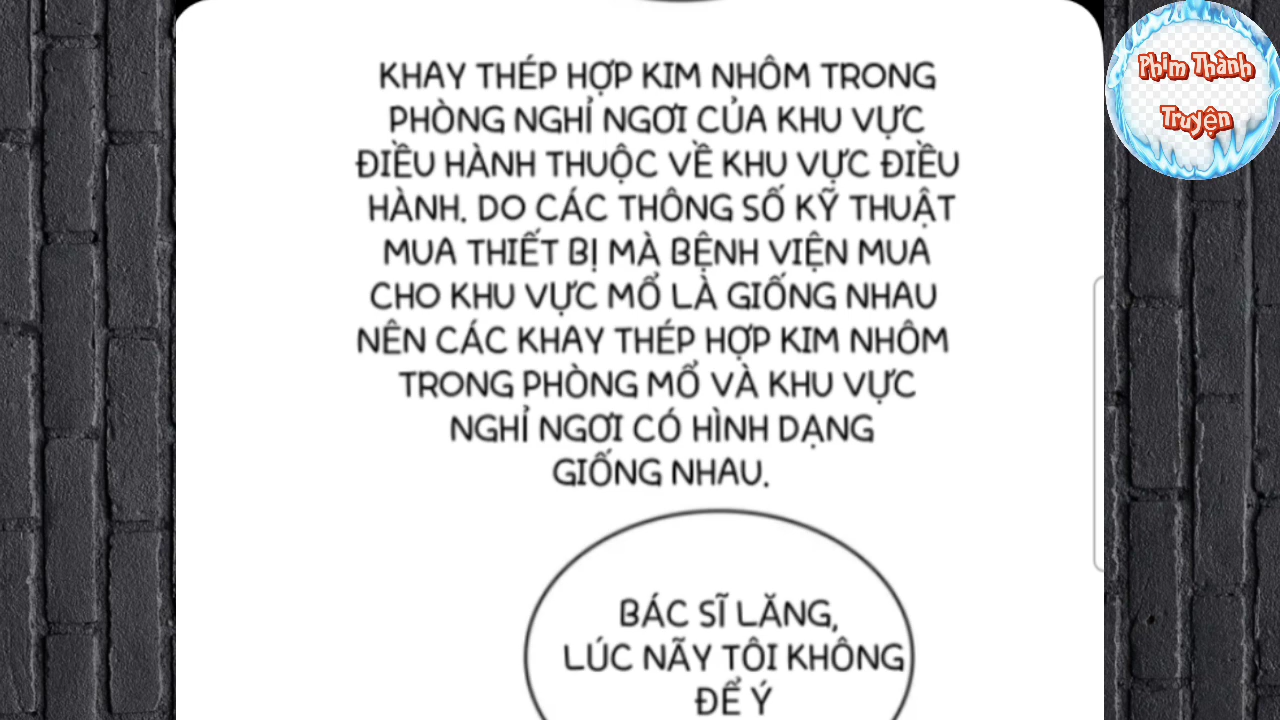 KHAY THÉP HỢP KIM NHÔM TRONG
PHÒNG NGHỈ NGƠI CỦA KHU VỰC
ĐIỀU HÀNH THUỘC VỀ KHU VỰC ĐIỀU
HÀNH. DO CÁC THÔNG SỐ KỸ THUẬT
MUA THIẾT BỊ MÀ BỆNH VIỆN MUA
CHO KHU VỰC MỔ LÀ GIỐNG NHAU
NÊN CÁC KHAY THÉP HỢP KIM NHÔM
TRONG PHÒNG MỔ VÀ KHU VỰC
NGHỈ NGƠI CÓ HÌNH DẠNG
GIỐNG NHAU.
BÁC SĨ LĂNG,
LÚC NÃY TÔI KHÔNG
ĐỂ Ý
Phim Thành
Truyện